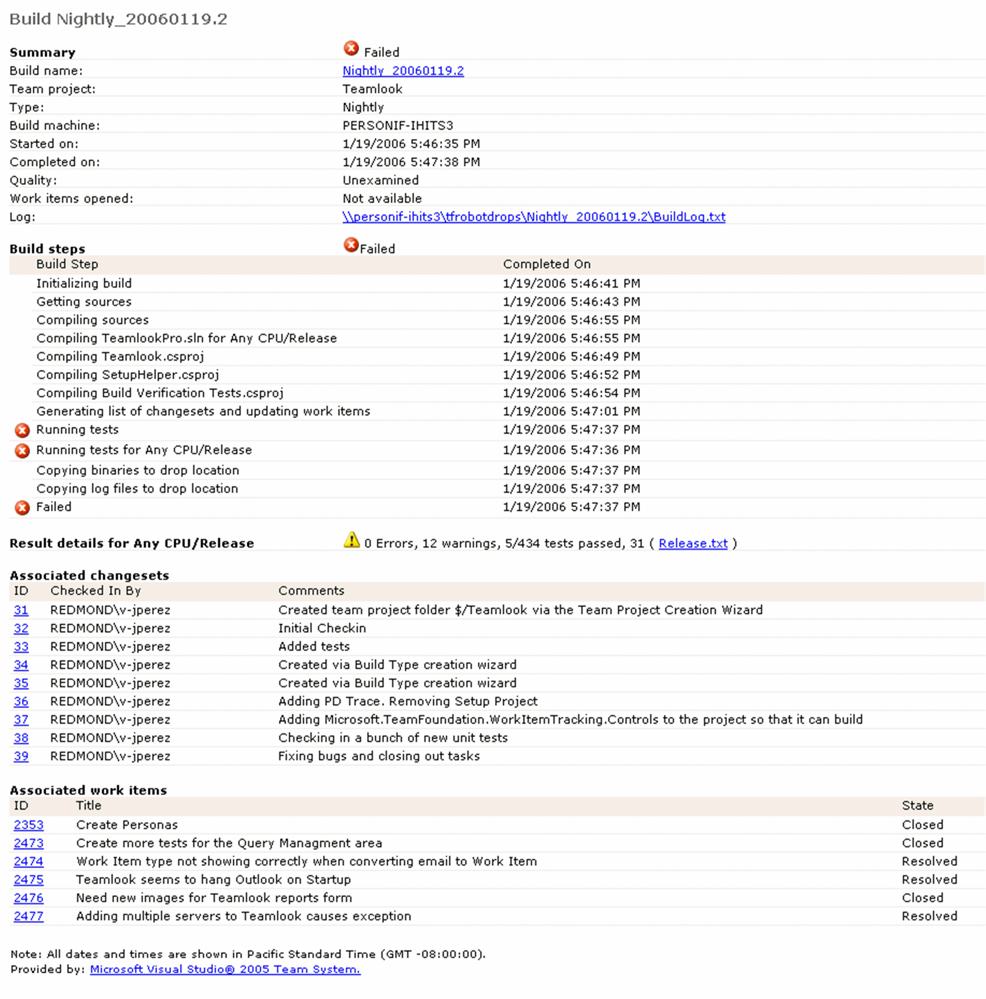 Build Nightly_20060119.2
Summary Failed
Build name: Nightly_20060119.2
Team project: Teamlook
Type: Nightly
Build machine: PERSONIF-IHITS3
Started on: 1/19/2006 5:46:35 PM
Completed on: 1/19/2006 5:47:38 PM
Quality: Unexamined
Work items opened: Not available
Log: \\personif-ihits3\tfrobotdrops\Nightly_20060119.2\BuildLog.txt
Build steps Failed
Build Step Completed On
Initializing build 1/19/2006 5:46:41 PM
Getting sources 1/19/2006 5:46:43 PM
Compiling sources 1/19/2006 5:46:55 PM
Compiling TeamlookPro.sln for Any CPU/Release 1/19/2006 5:46:55 PM
Compiling Teamlook.csproj 1/19/2006 5:46:49 PM
Compiling SetupHelper.csproj 1/19/2006 5:46:52 PM
Compiling Build Verification Tests.csproj 1/19/2006 5:46:54 PM
Generating list of changesets and updating work items 1/19/2006 5:47:01 PM
Running tests 1/19/2006 5:47:37 PM
Running tests for Any CPU/Release 1/19/2006 5:47:36 PM
Copying binaries to drop location 1/19/2006 5:47:37 PM
Copying log files to drop location 1/19/2006 5:47:37 PM
Failed 1/19/2006 5:47:37 PM
Result details for Any CPU/Release 0 Errors, 12 warnings, 5/434 tests passed, 31 ( Release.txt )
Associated changesets
ID Checked In By Comments
31 REDMOND\v-jperez Created team project folder $/Teamlook via the Team Project Creation Wizard
32 REDMOND\v-jperez Initial Checkin
33 REDMOND\v-jperez Added tests
34 REDMOND\v-jperez Created via Build Type creation wizard
35 REDMOND\v-jperez Created via Build Type creation wizard
36 REDMOND\v-jperez Adding PD Trace. Removing Setup Project
37 REDMOND\v-jperez Adding Microsoft.TeamFoundation.WorkItemTracking.Controls to the project so that it can build
38 REDMOND\v-jperez Checking in a bunch of new unit tests
39 REDMOND\v-jperez Fixing bugs and closing out tasks
Associated work items
ID Title State
2353 Create Personas Closed
2473 Create more tests for the Query Managment area Closed
2474 Work Item type not showing correctly when converting email to Work Item Resolved
2475 Teamlook seems to hang Outlook on Startup Resolved
2476 Need new images for Teamlook reports form Closed
2477 Adding multiple servers to Teamlook causes exception Resolved
Note: All dates and times are shown in Pacific Standard Time (GMT -08:00:00).
Provided by: Microsoft Visual Studio® 2005 Team System.